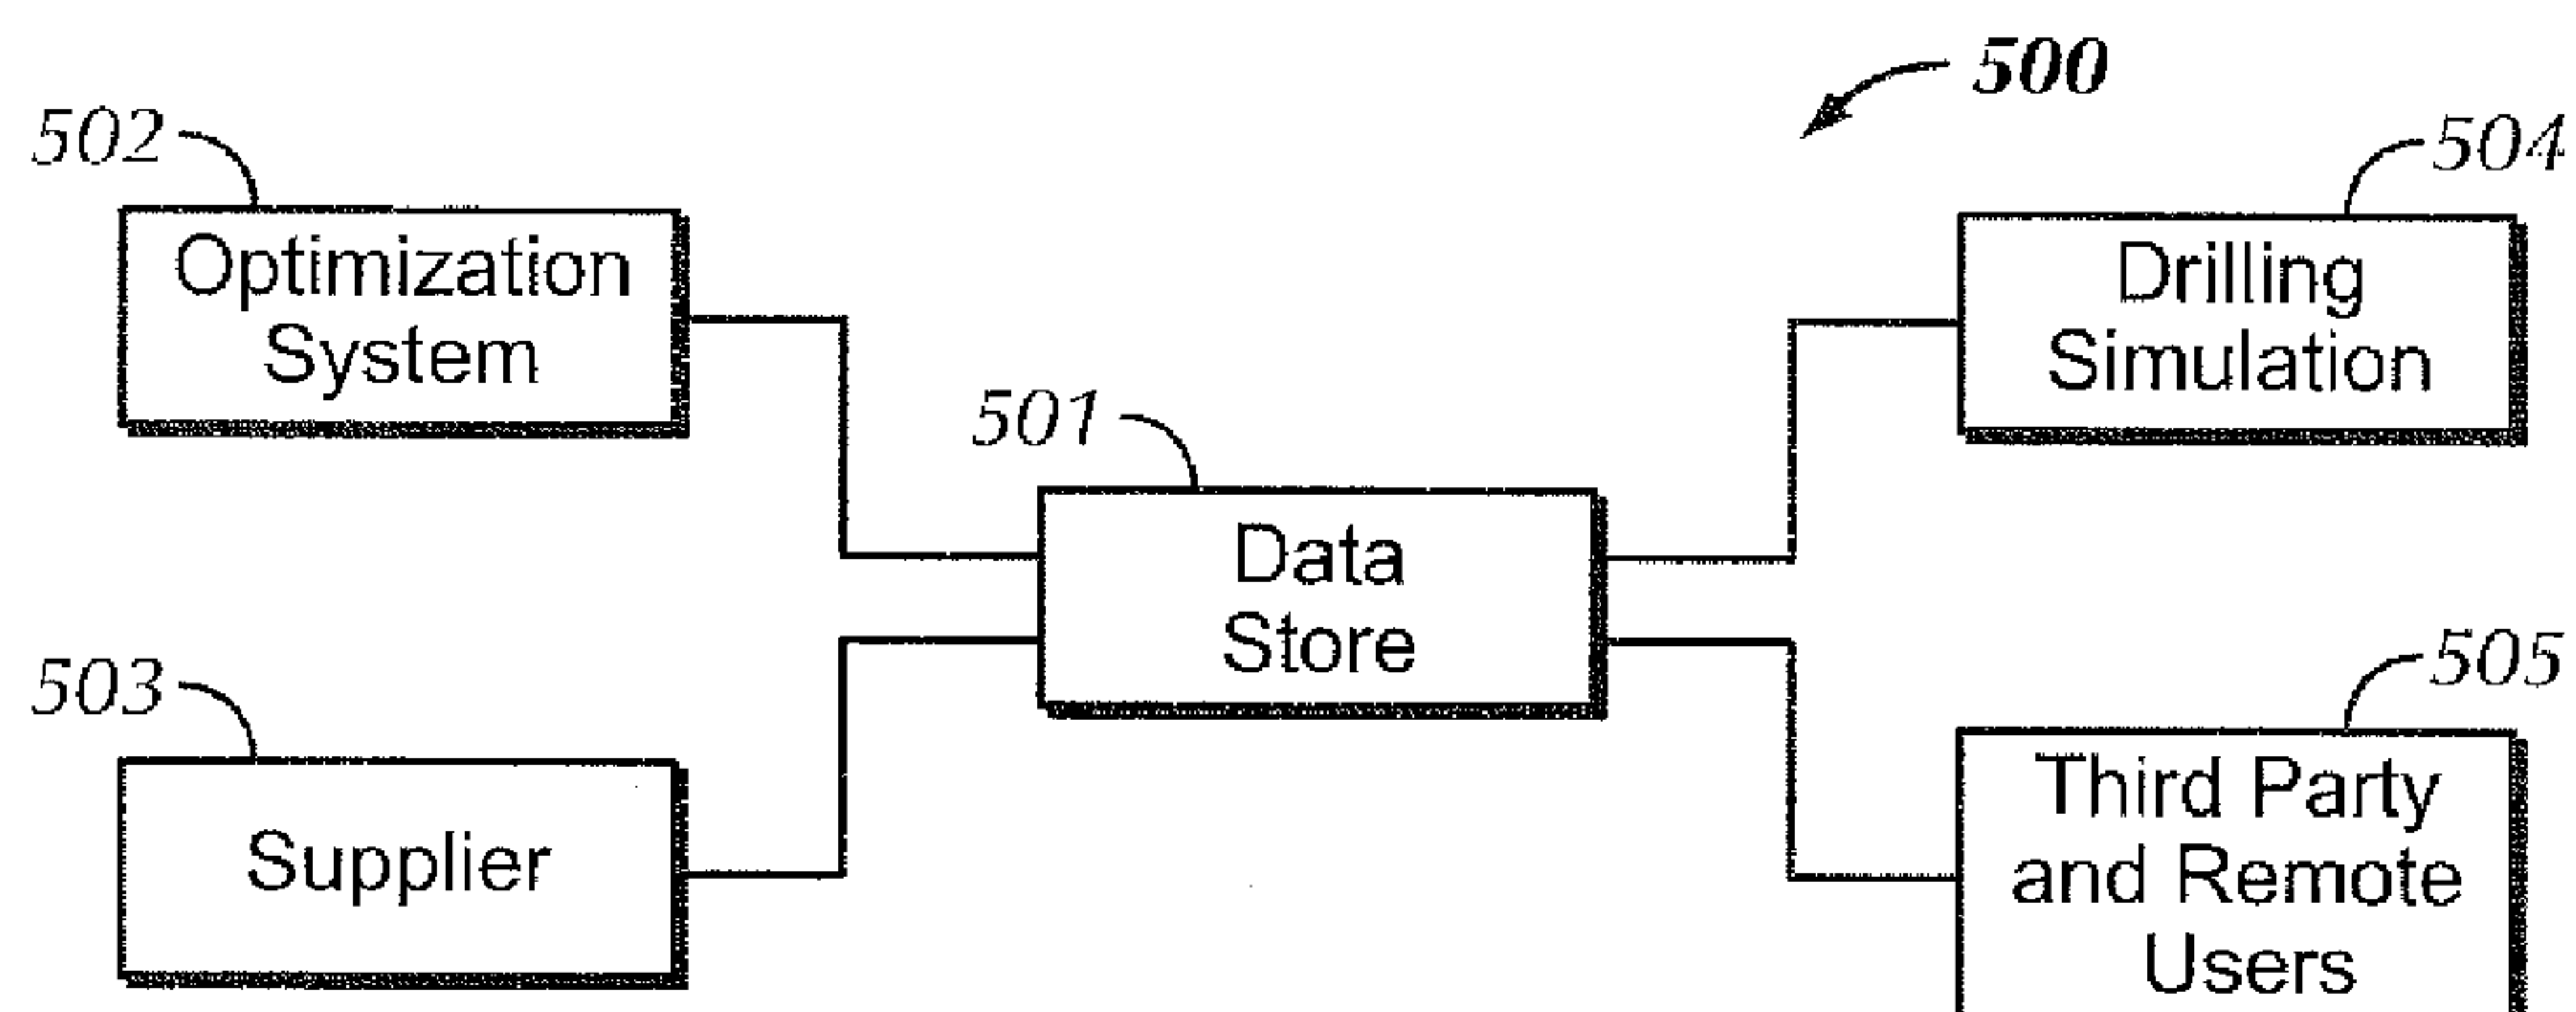 500
502
504
Optimization
System
Drilling
Simulation
501
Data
Store
503
505
Supplier
Third Party
and Remote
Users